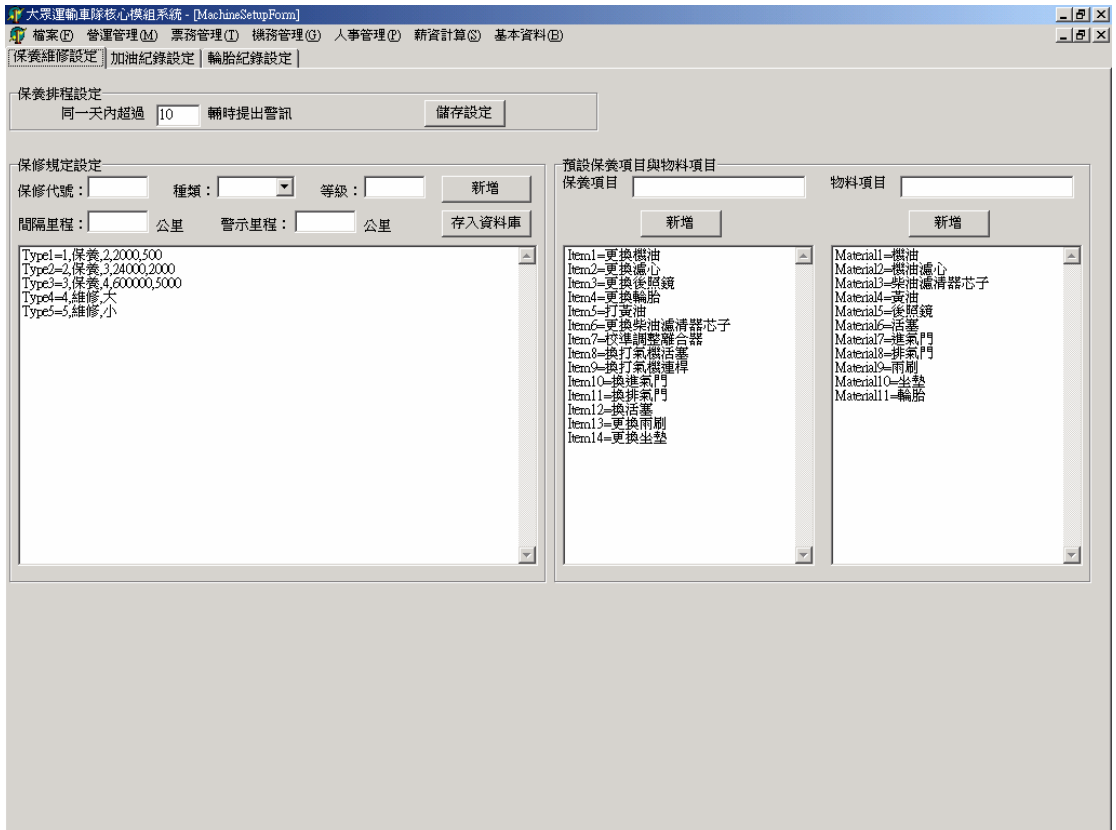 大眾運輸車隊核心模組系統 - [MachineSetupForm]
檔案(F) 營運管理(M) 票務管理(T) 機務管理(G) 人事管理(P) 薪資計算(S) 基本資料(B)
保養維修設定 加油紀錄設定 輪胎紀錄設定
保養排程設定
同一天內超過 10 輛時提出警訊 儲存設定
保修規定設定
保修代號： 種類： 等級： 新增
間隔里程： 公里 警示里程： 公里 存入資料庫
Type1=1,保養,2,2000,500
Type2=2,保養,3,24000,2000
Type3=3,保養,4,600000,5000
Type4=4,維修,大
Type5=5,維修,小
預設保養項目與物料項目
保養項目 物料項目
新增 新增
Item1=更換機油
Item2=更換濾心
Item3=更換後照鏡
Item4=更換輪胎
Item5=打黃油
Item6=更換柴油濾清器芯子
Item7=校準調整離合器
Item8=換打氣機活塞
Item9=換打氣機連桿
Item10=換進氣門
Item11=換排氣門
Item12=換活塞
Item13=更換雨刷
Item14=更換坐墊
Material1=機油
Material2=機油濾心
Material3=柴油濾清器芯子
Material4=黃油
Material5=後照鏡
Material6=活塞
Material7=進氣門
Material8=排氣門
Material9=雨刷
Material10=坐墊
Material11=輪胎